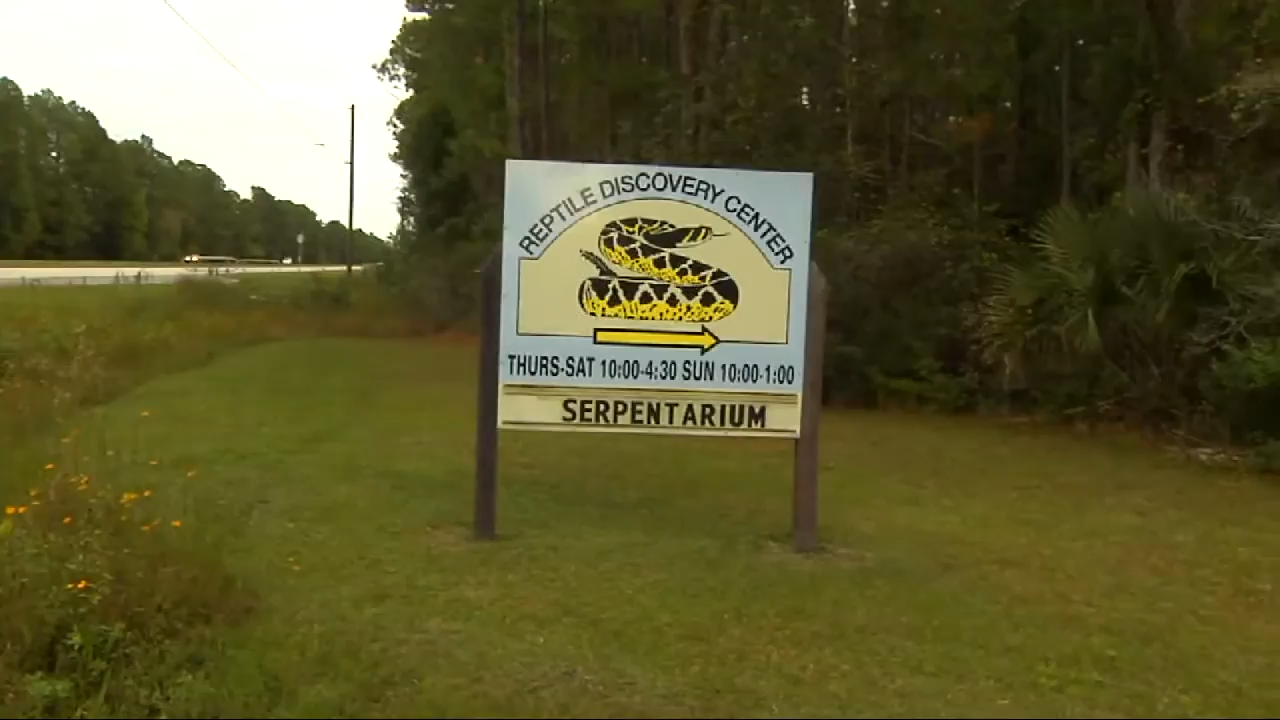 REPTILE DISCOVERY CENTER
THURS-SAT 10:00-4:30 SUN 10:00-1:00
SERPENTARIUM